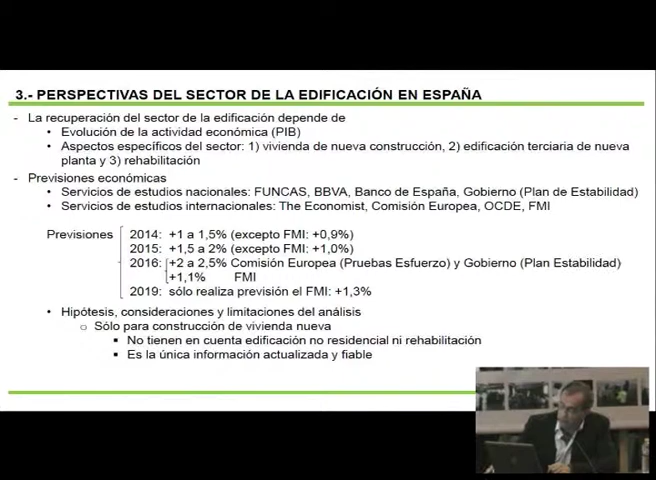 3.- PERSPECTIVAS DEL SECTOR DE LA EDIFICACIÓN EN ESPAÑA
- La recuperación del sector de la edificación depende de
• Evolución de la actividad económica (PIB)
• Aspectos específicos del sector: 1) vivienda de nueva construcción, 2) edificación terciaria de nueva
planta y 3) rehabilitación
- Previsiones económicas
• Servicios de estudios nacionales: FUNCAS, BBVA, Banco de España, Gobierno (Plan de Estabilidad)
• Servicios de estudios internacionales: The Economist, Comisión Europea, OCDE, FMI
Previsiones
2014: +1 a 1,5% (excepto FMI: +0,9%)
2015: +1,5 a 2% (excepto FMI: +1,0%)
2016: +2 a 2,5% Comisión Europea (Pruebas Esfuerzo) y Gobierno (Plan Estabilidad)
+1,1% FMI
2019: sólo realiza previsión el FMI: +1,3%
• Hipótesis, consideraciones y limitaciones del análisis
○ Sólo para construcción de vivienda nueva
▪ No tienen en cuenta edificación no residencial ni rehabilitación
▪ Es la única información actualizada y fiable